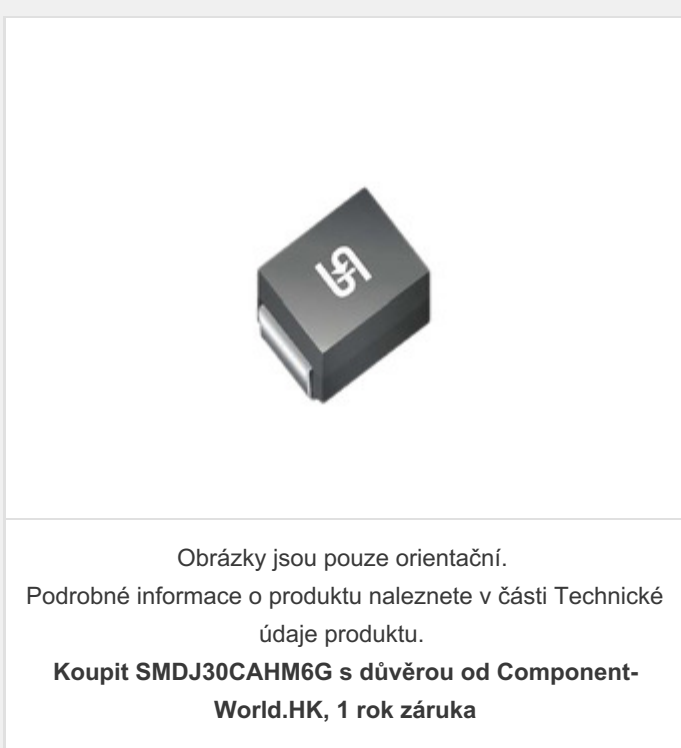 Obrázky jsou pouze orientační.
Podrobné informace o produktu naleznete v části Technické
údaje produktu.
Koupit SMDJ30CAHM6G s důvěrou od Component-
World.HK, 1 rok záruka